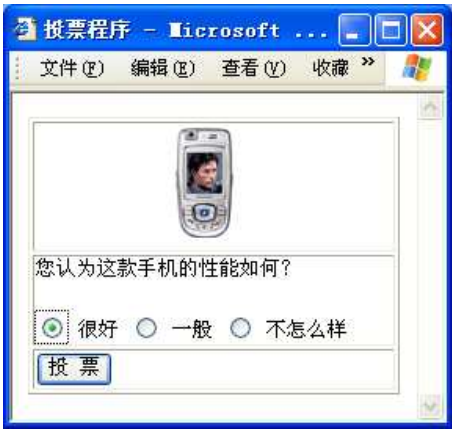 投票程序 - Microsoft ...
文件(F) 编辑(E) 查看(V) 收藏 »
您认为这款手机的性能如何?
很好 一般 不怎么样
投 票